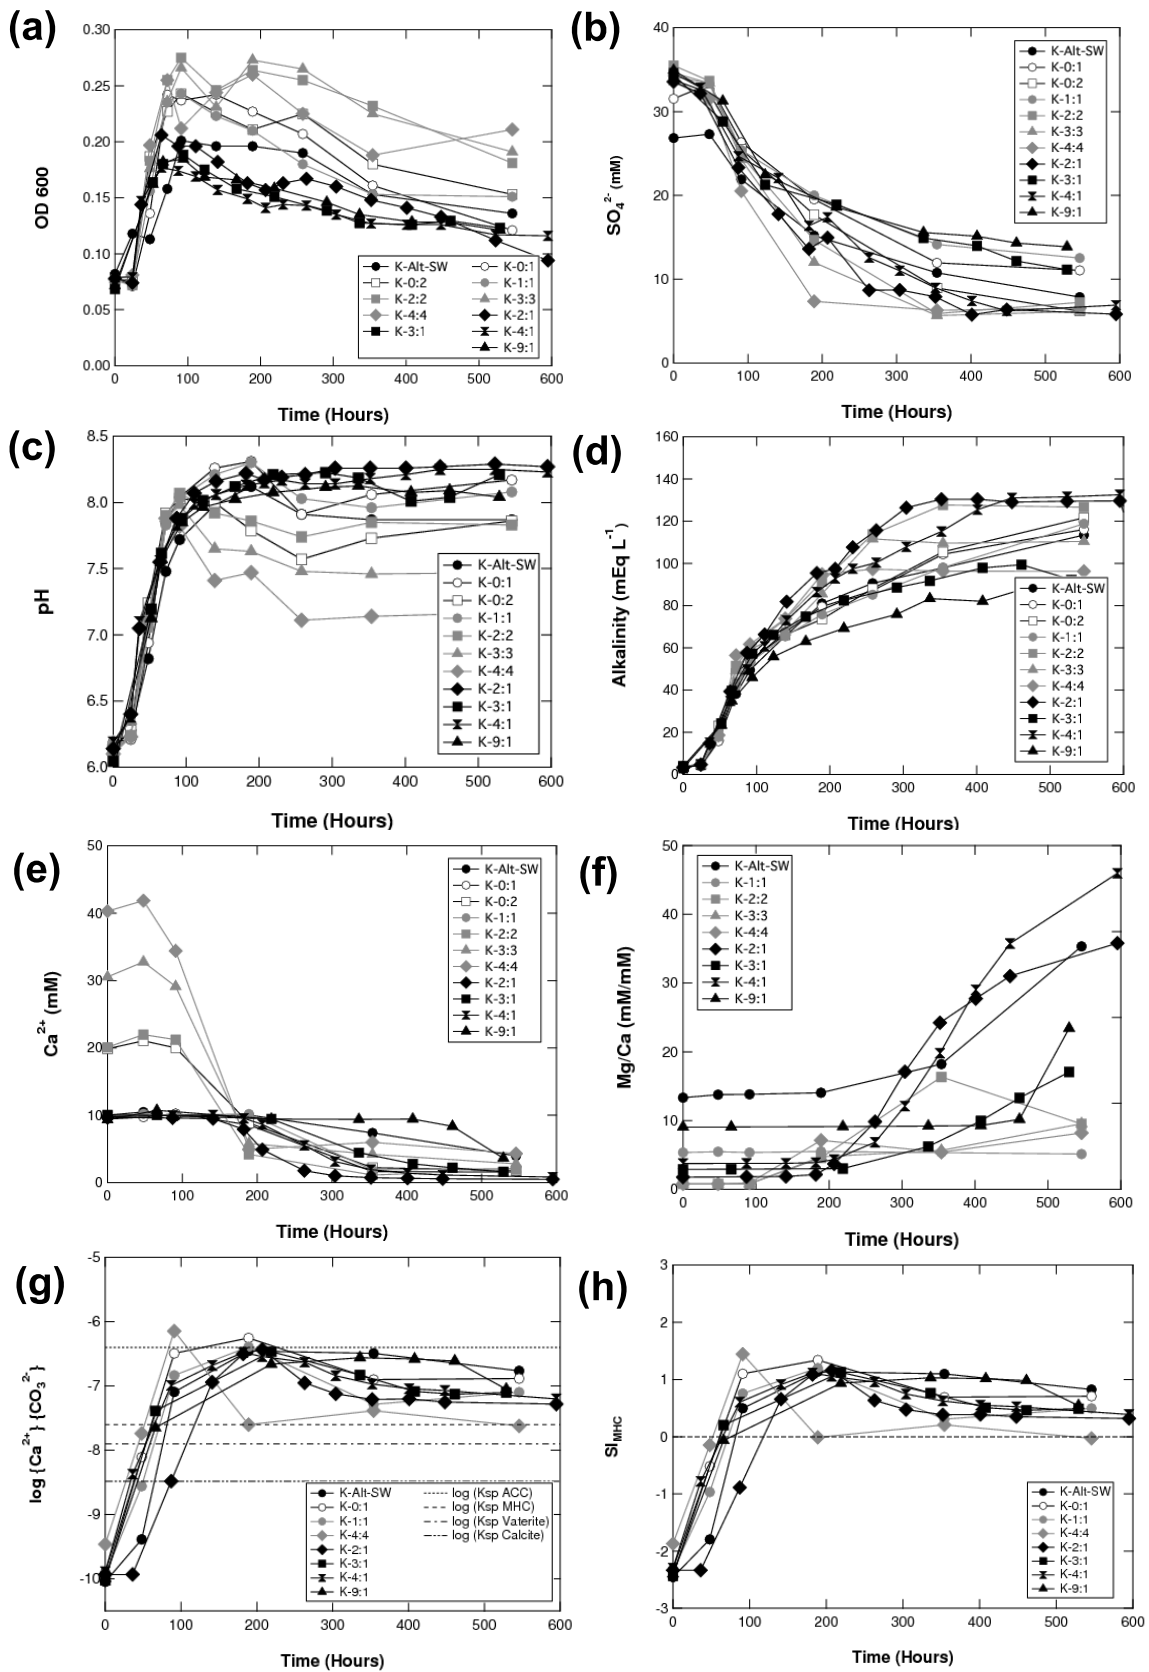 (a)
0.30
0.25
0.20
0.15
0.10
0.05
0.00
OD 600
0 100 200 300 400 500 600
Time (Hours)
K-Alt-SW K-0:1
K-0:2 K-1:1
K-2:2 K-3:3
K-4:4 K-2:1
K-3:1 K-4:1
K-9:1
(b)
40
30
20
10
0
SO4 2- (mM)
0 100 200 300 400 500 600
Time (Hours)
K-Alt-SW
K-0:1
K-0:2
K-1:1
K-2:2
K-3:3
K-4:4
K-2:1
K-3:1
K-4:1
K-9:1
(c)
8.5
8.0
7.5
7.0
6.5
6.0
pH
0 100 200 300 400 500 600
Time (Hours)
K-Alt-SW
K-0:1
K-0:2
K-1:1
K-2:2
K-3:3
K-4:4
K-2:1
K-3:1
K-4:1
K-9:1
(d)
160
140
120
100
80
60
40
20
0
Alkalinity (mEq L-1)
0 100 200 300 400 500 600
Time (Hours)
K-Alt-SW
K-0:1
K-0:2
K-1:1
K-2:2
K-3:3
K-4:4
K-2:1
K-3:1
K-4:1
K-9:1
(e)
50
40
30
20
10
0
Ca2+ (mM)
0 100 200 300 400 500 600
Time (Hours)
K-Alt-SW
K-0:1
K-0:2
K-1:1
K-2:2
K-3:3
K-4:4
K-2:1
K-3:1
K-4:1
K-9:1
(f)
50
40
30
20
10
0
Mg/Ca (mM/mM)
0 100 200 300 400 500 600
Time (Hours)
K-Alt-SW
K-1:1
K-2:2
K-3:3
K-4:4
K-2:1
K-3:1
K-4:1
K-9:1
(g)
-5
-6
-7
-8
-9
-10
log {Ca2+} {CO3 2-}
0 100 200 300 400 500 600
Time (Hours)
K-Alt-SW log (Ksp ACC)
K-0:1 log (Ksp MHC)
K-1:1 log (Ksp Vaterite)
K-4:4 log (Ksp Calcite)
K-2:1
K-3:1
K-4:1
K-9:1
(h)
3
2
1
0
-1
-2
-3
SIMHC
0 100 200 300 400 500 600
Time (Hours)
K-Alt-SW
K-0:1
K-1:1
K-4:4
K-2:1
K-3:1
K-4:1
K-9:1